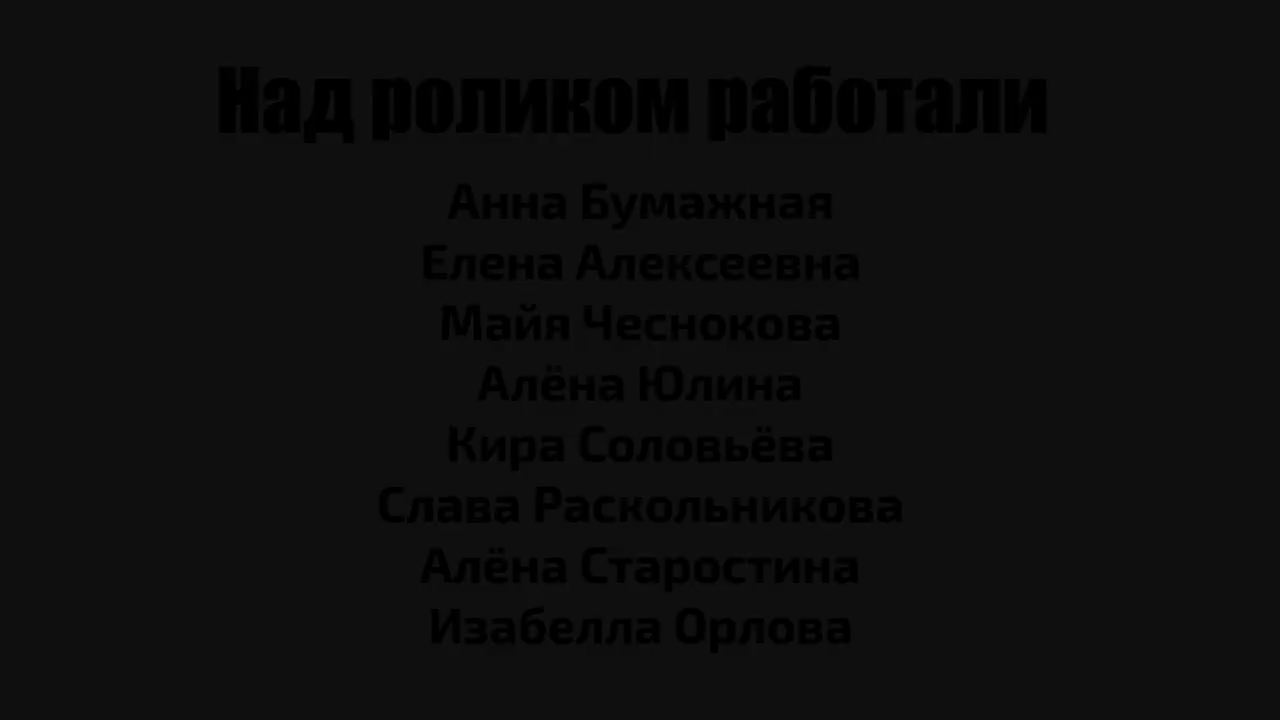 Над роликом работали
Анна Бумажная
Елена Алексеевна
Майя Чеснокова
Алёна Юлина
Кира Соловьёва
Слава Раскольникова
Алёна Старостина
Изабелла Орлова